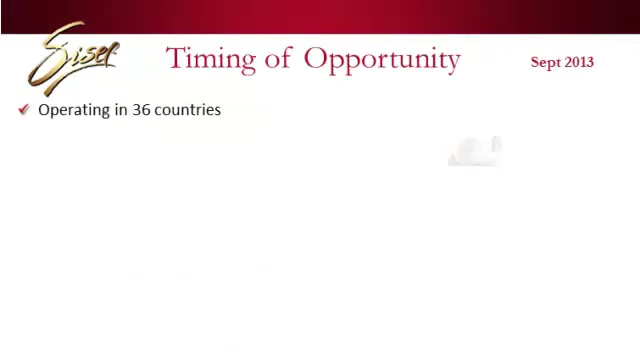 Sisel
Timing of Opportunity
Sept 2013
Operating in 36 countries